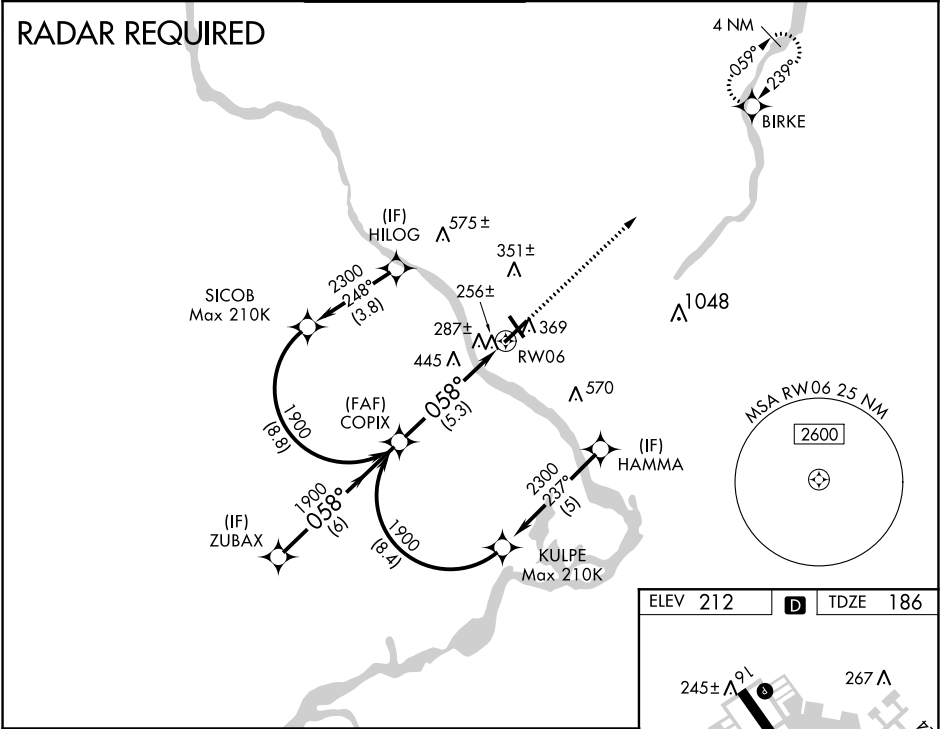 RADAR REQUIRED
4 NM
059°
239°
BIRKE
(IF)
HILOG
575±
351±
2300
248°
(3.8)
SICOB
Max 210K
256±
1048
287±
369
445
RW06
570
058°
(5.3)
(FAF)
COPIX
1900
(8.8)
MSA RW06 25 NM
2600
(IF)
HAMMA
2300
237°
(5)
1900
058°
(6)
(IF)
ZUBAX
1900
(8.4)
KULPE
Max 210K
ELEV 212
D
TDZE 186
245±
16
P
267